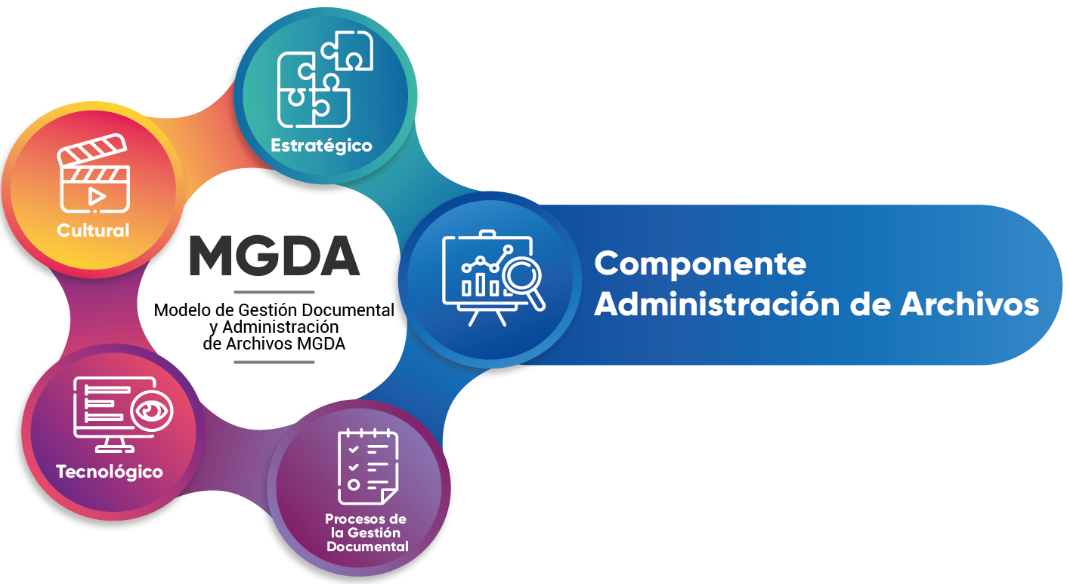 Estratégico
Cultural
MGDA
Modelo de Gestión Documental
y Administración
de Archivos MGDA
Componente
Administración de Archivos
Tecnológico
Procesos de
la Gestión
Documental